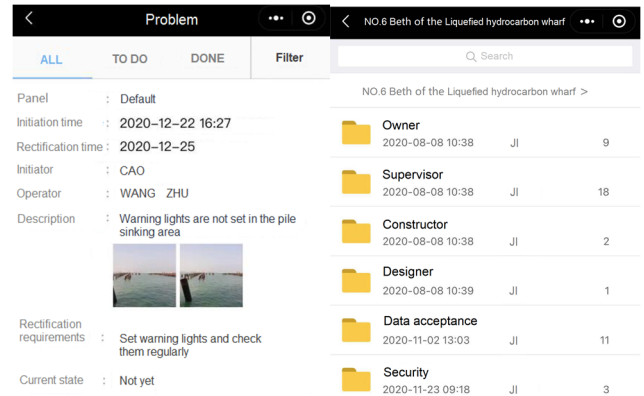 Problem
ALL TO DO DONE Filter
Panel : Default
Initiation time : 2020–12–22 16:27
Rectification time : 2020–12–25
Initiator : CAO
Operator : WANG ZHU
Description : Warning lights are not set in the pile
sinking area
Rectification
requirements : Set warning lights and check
them regularly
Current state : Not yet
NO.6 Beth of the Liquefied hydrocarbon wharf
Search
NO.6 Beth of the Liquefied hydrocarbon wharf >
Owner
2020-08-08 10:38 JI 9
Supervisor
2020-08-08 10:38 JI 18
Constructor
2020-08-08 10:38 JI 2
Designer
2020-08-08 10:39 JI 1
Data acceptance
2020-11-02 13:03 JI 11
Security
2020-11-23 09:18 JI 3